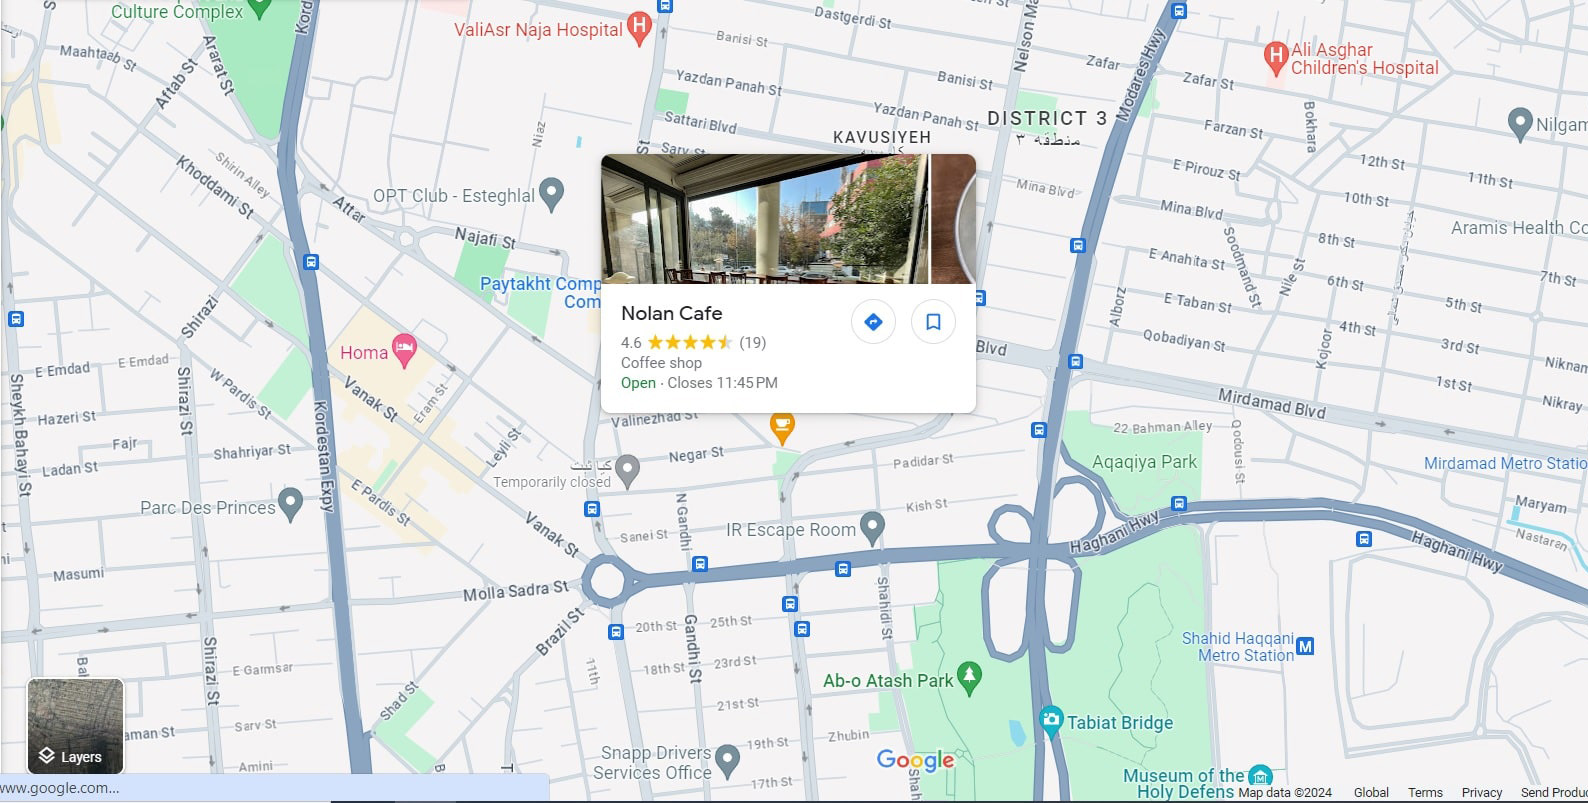 Culture Complex
Kord
ValiAsr Naja Hospital
Dastgerdi St
Nelson Ma
Modares Hwy
Zafar
Zafar St
Ali Asghar
Children's Hospital
Maahtaab St
Aftab St
Ararat St
Banisi St
Banisi St
Yazdan Panah St
Yazdan Panah St
Niaz
Sattari Blvd
Sarv St
St
KAVUSIYEH
DISTRICT 3
منطقه ۳
Bokhara
Farzan St
Nilgam
12th St
11th St
10th St
E Pirouz St
Mina Blvd
Mina Blvd
Shirin Alley
Khoddami St
OPT Club - Esteghlal
Attar
Najafi St
Paytakht Comp
Com
Aramis Health Co
8th St
7th St
E Anahita St
Soodmand St
Nile St
6th St
5th St
E Taban St
Alborz
Qobadiyan St
4th St
3rd St
Kojoor
1st St
Niknam
Nikray
Nolan Cafe
4.6
(19)
Coffee shop
Open · Closes 11:45 PM
Blvd
Mirdamad Blvd
Shirazi
Homa
E Emdad
E Emdad
Sheykh Bahayi St
Shirazi St
W Pardis St
Vanak St
Eram St
Kordestan Expy
Hazeri St
Fajr
Shahriyar St
Ladan St
Leyli St
Valinezhad St
Negar St
Temporarily closed
Padidar St
22 Bahman Alley
Aqaqiya Park
Qodousi St
Mirdamad Metro Statio
Parc Des Princes
E Pardis St
Vanak St
N Gandhi
Sanei St
IR Escape Room
Kish St
Haghani Hwy
Haghani Hwy
Maryam
Nastaran
ni
Masumi
Molla Sadra St
Brazil St
20th St
25th St
Gandhi St
Shahidi St
18th St
23rd St
11th
21st St
19th St
17th St
Zhubin
Shah
Shirazi St
E Garmsar
Shad St
Sarv St
aman St
Amini
Bah
B
T
Snapp Drivers
Services Office
Ab-o Atash Park
Shahid Haqqani
Metro Station
Tabiat Bridge
Museum of the
Holy Defens
Layers
www.google.com...
Google
Map data ©2024
Global
Terms
Privacy
Send Produc